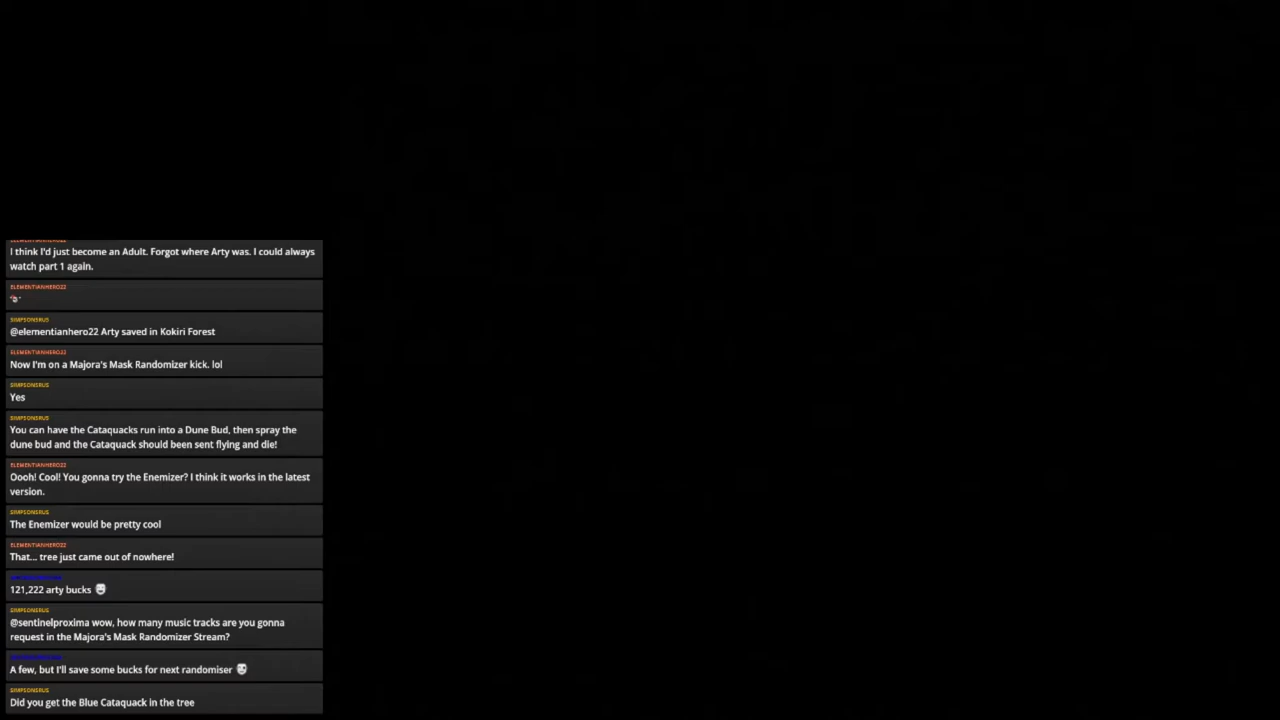 ELEMENTIANHERO22
I think I'd just become an Adult. Forgot where Arty was. I could always
watch part 1 again.
ELEMENTIANHERO22
SIMPSONSRUS
@elementianhero22 Arty saved in Kokiri Forest
ELEMENTIANHERO22
Now I'm on a Majora's Mask Randomizer kick. lol
SIMPSONSRUS
Yes
SIMPSONSRUS
You can have the Cataquacks run into a Dune Bud, then spray the
dune bud and the Cataquack should been sent flying and die!
ELEMENTIANHERO22
Oooh! Cool! You gonna try the Enemizer? I think it works in the latest
version.
SIMPSONSRUS
The Enemizer would be pretty cool
ELEMENTIANHERO22
That... tree just came out of nowhere!
121,222 arty bucks
SIMPSONSRUS
@sentinelproxima wow, how many music tracks are you gonna
request in the Majora's Mask Randomizer Stream?
A few, but I'll save some bucks for next randomiser
SIMPSONSRUS
Did you get the Blue Cataquack in the tree